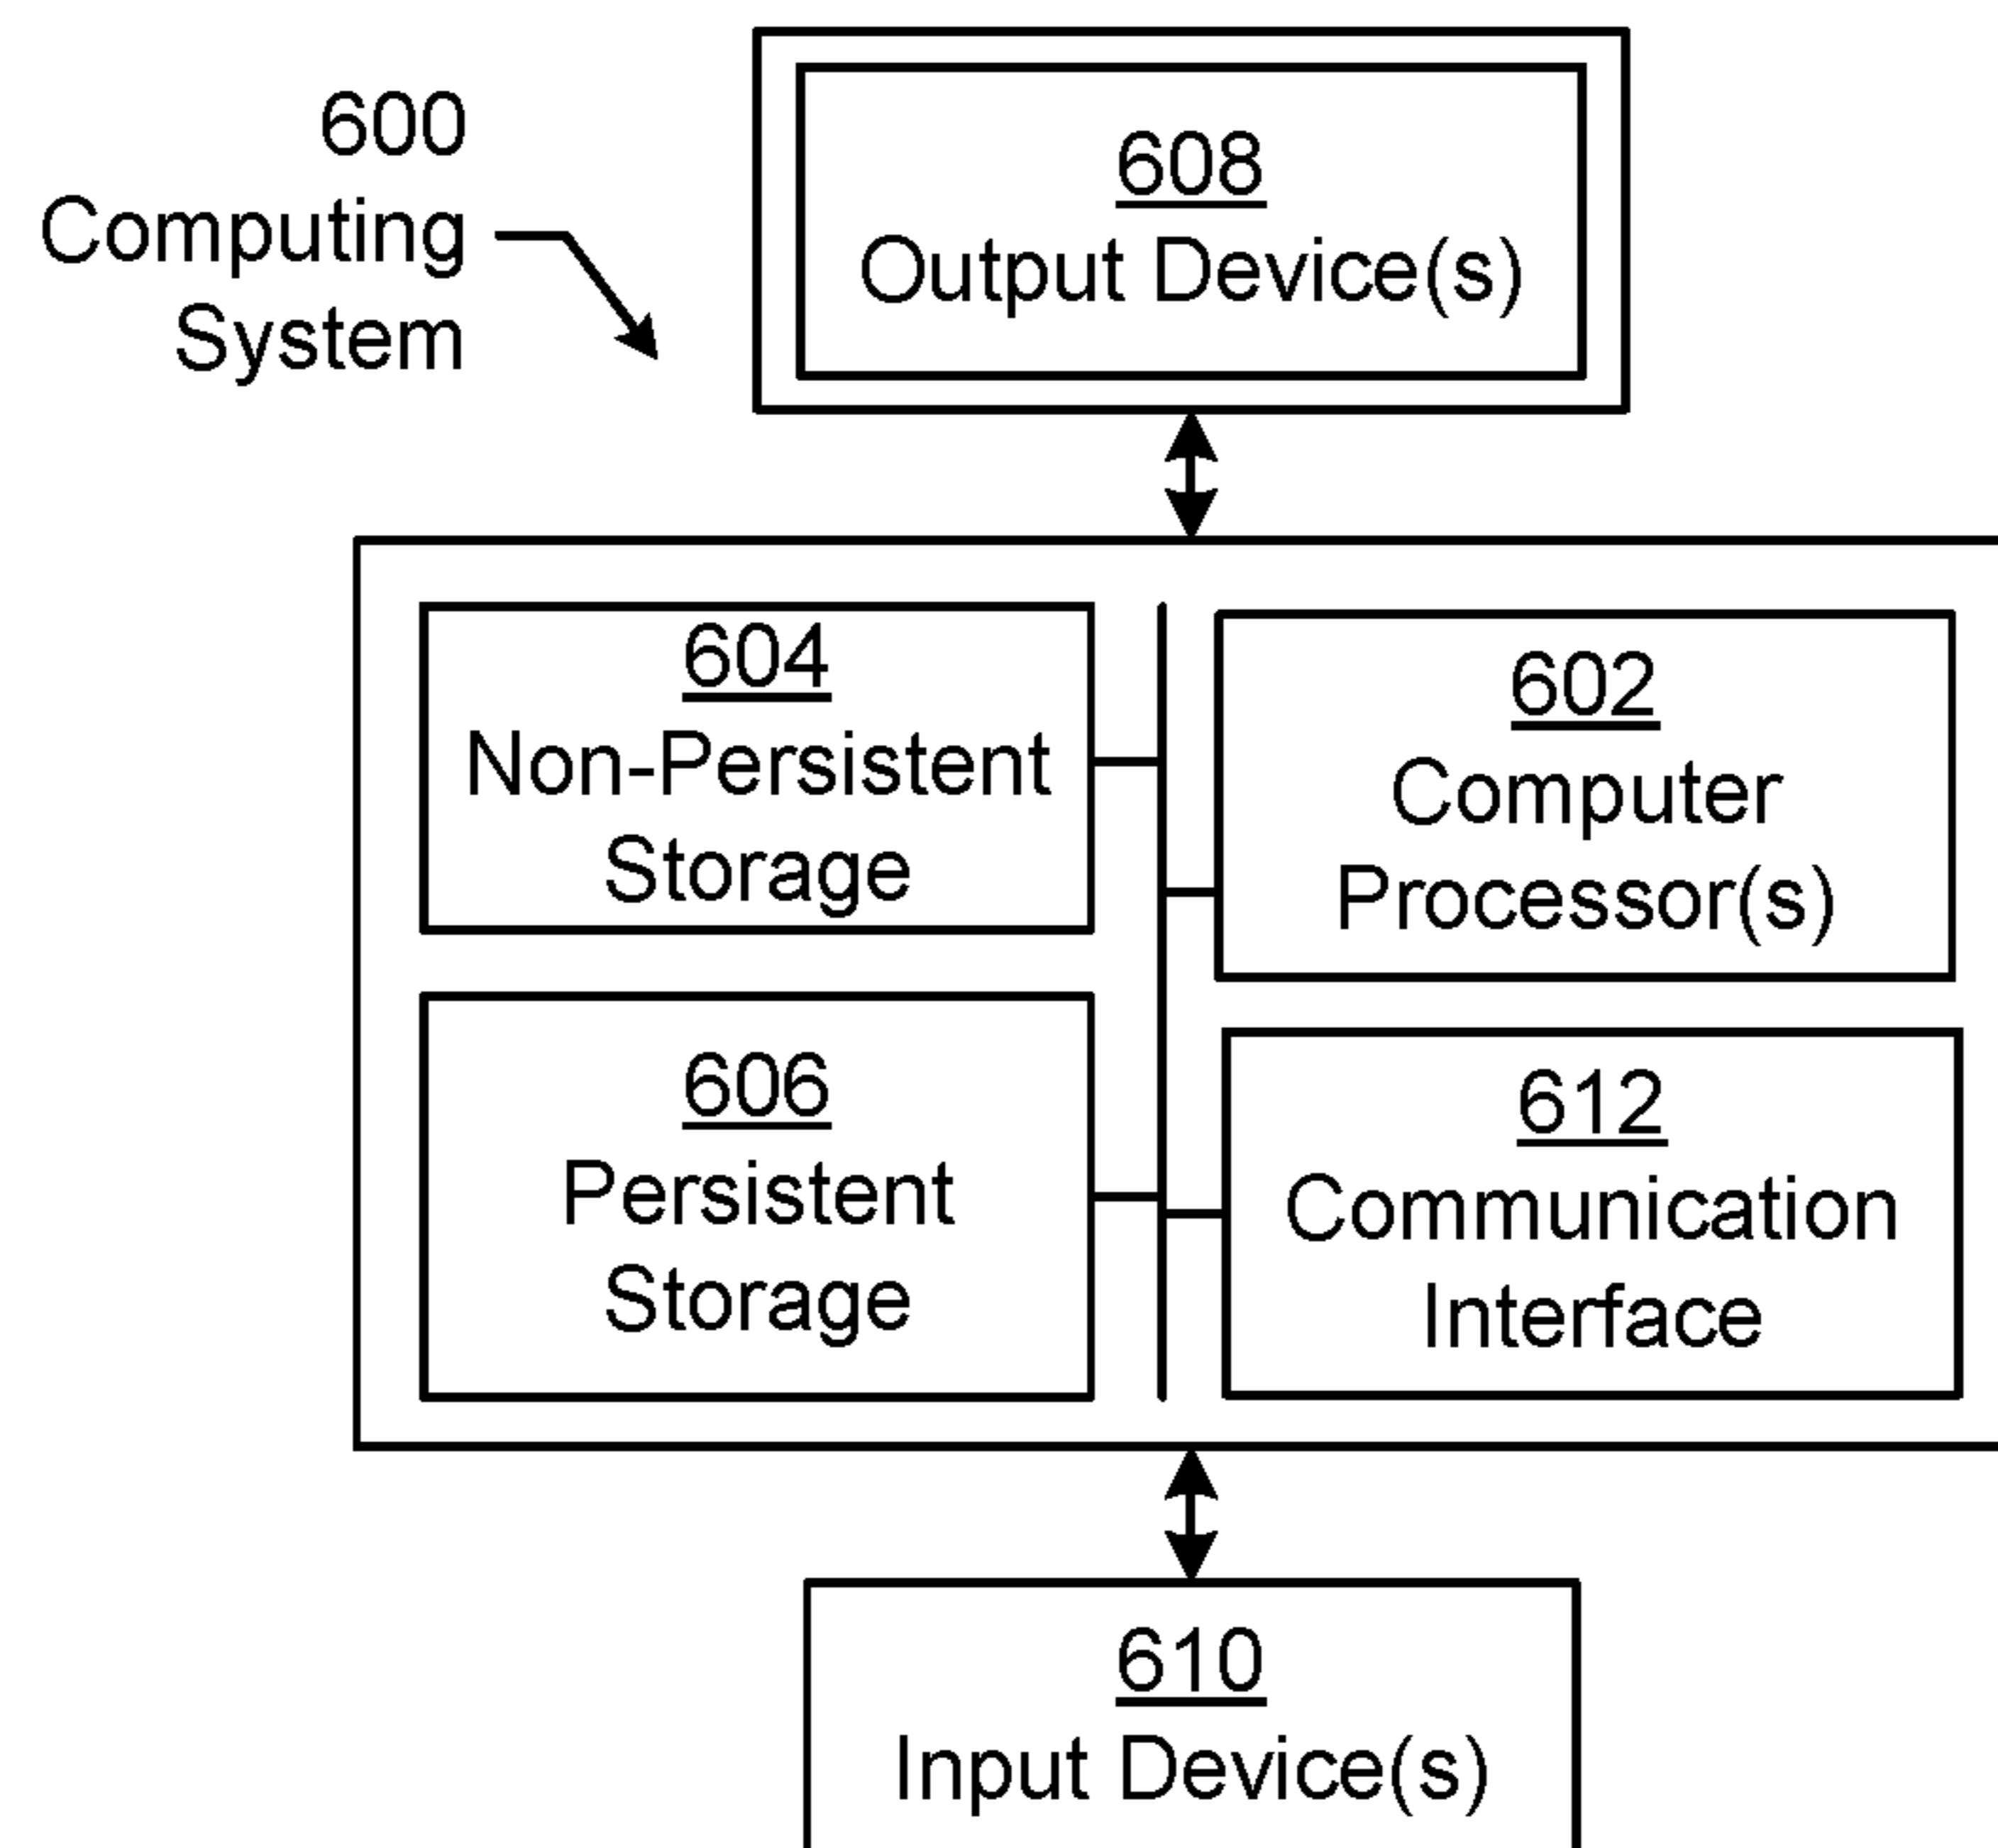 600
Computing
System
608
Output Device(s)
604
Non-Persistent
Storage
602
Computer
Processor(s)
606
Persistent
Storage
612
Communication
Interface
610
Input Device(s)